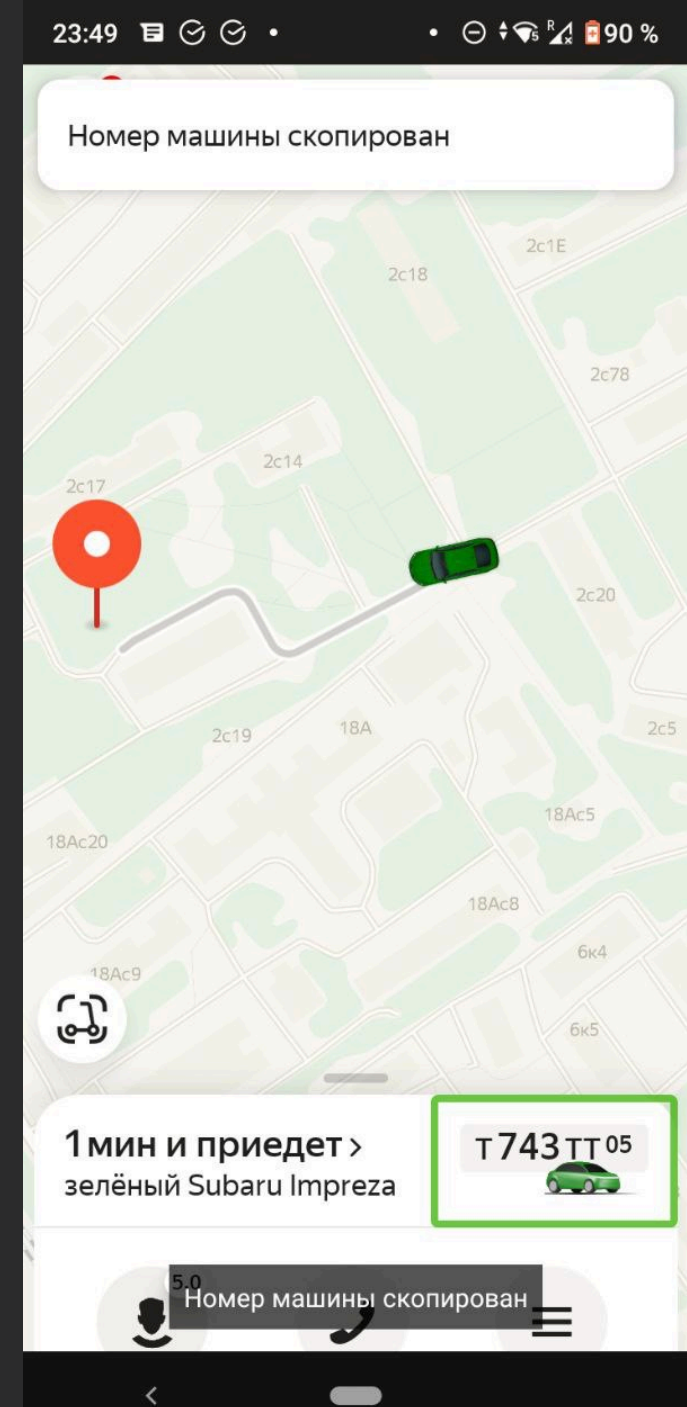 23:49
90 %
Номер машины скопирован
2с1Е
2с18
2с78
2с14
2с17
2с20
2с19
18А
2с5
18Ас5
18Ас20
18Ас8
6к4
18Ас9
6к5
1 мин и приедет >
зелёный Subaru Impreza
Т 743 ТТ 05
5.0
Номер машины скопирован